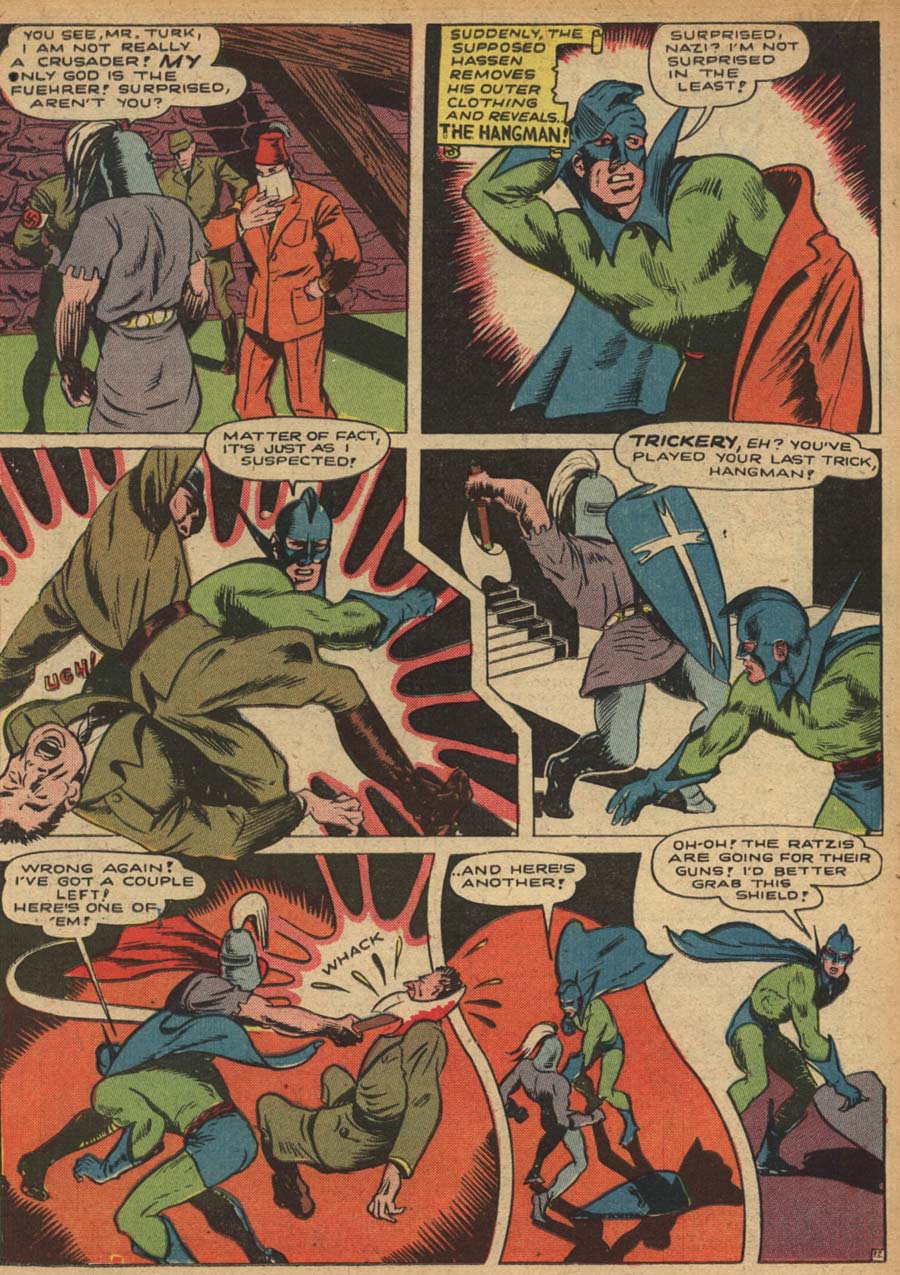 YOU SEE, MR. TURK,
I AM NOT REALLY
A CRUSADER! MY
ONLY GOD IS THE
FUEHRER! SURPRISED,
AREN'T YOU?
SUDDENLY, THE
SUPPOSED
HASSEN
REMOVES
HIS OUTER
CLOTHING
AND REVEALS..
THE HANGMAN!
SURPRISED,
NAZI? I'M NOT
SURPRISED
IN THE
LEAST!
MATTER OF FACT,
IT'S JUST AS I
SUSPECTED!
UGH!
TRICKERY, EH? YOU'VE
PLAYED YOUR LAST TRICK,
HANGMAN!
WRONG AGAIN!
I'VE GOT A COUPLE
LEFT!
HERE'S ONE OF
'EM!
WHACK
...AND HERE'S
ANOTHER!
OH-OH! THE RATZIS
ARE GOING FOR THEIR
GUNS! I'D BETTER
GRAB THIS
SHIELD!
12